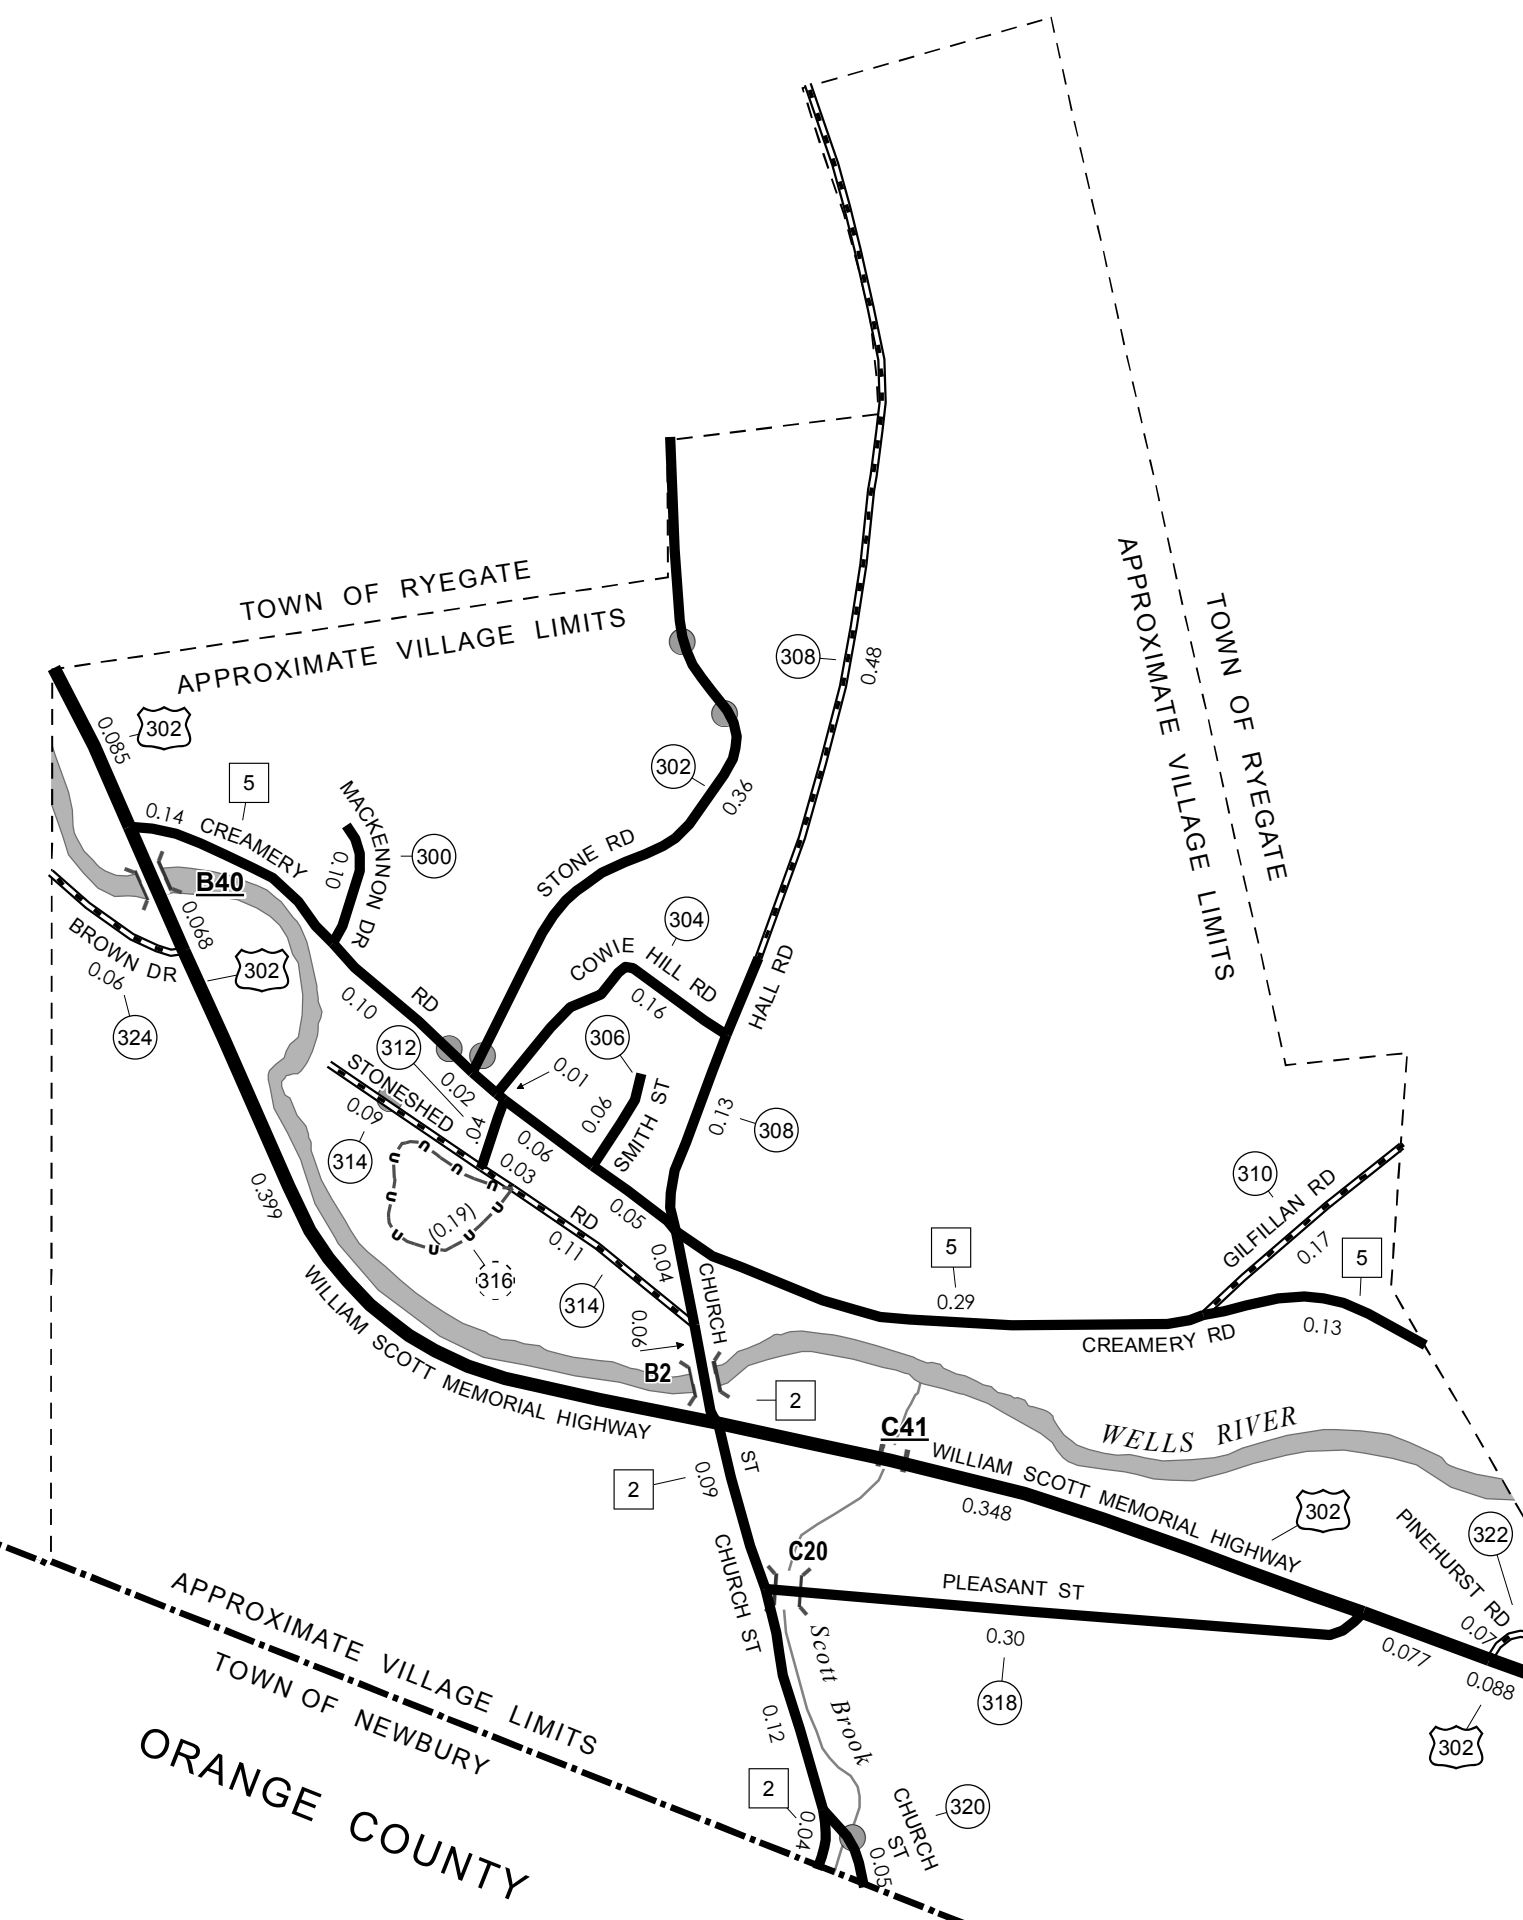 TOWN OF RYEGATE
APPROXIMATE VILLAGE LIMITS
308
0.48
TOWN OF RYEGATE
APPROXIMATE VILLAGE LIMITS
302
0.085
5
0.14
CREAMERY
MACKENNON DR
0.10
300
302
0.36
STONE RD
B40
0.068
302
BROWN DR
0.06
324
304
COWIE HILL RD
0.16
HALL RD
RD
0.10
312
306
0.01
0.02
.04
STONESHED
0.09
314
0.06
SMITH ST
0.06
0.13
308
0.03
0.399
(0.19)
316
RD
0.11
314
0.05
0.04
CHURCH
0.06
B2
310
GILFILLAN RD
0.17
5
0.29
5
CREAMERY RD
0.13
WILLIAM SCOTT MEMORIAL HIGHWAY
2
C41
WELLS RIVER
WILLIAM SCOTT MEMORIAL HIGHWAY
0.348
302
ST
2
0.09
PINEHURST RD
322
0.07
CHURCH ST
C20
PLEASANT ST
0.30
318
0.077
0.088
302
Scott Brook
0.12
2
0.04
CHURCH
ST
320
0.05
APPROXIMATE VILLAGE LIMITS
TOWN OF NEWBURY
ORANGE COUNTY